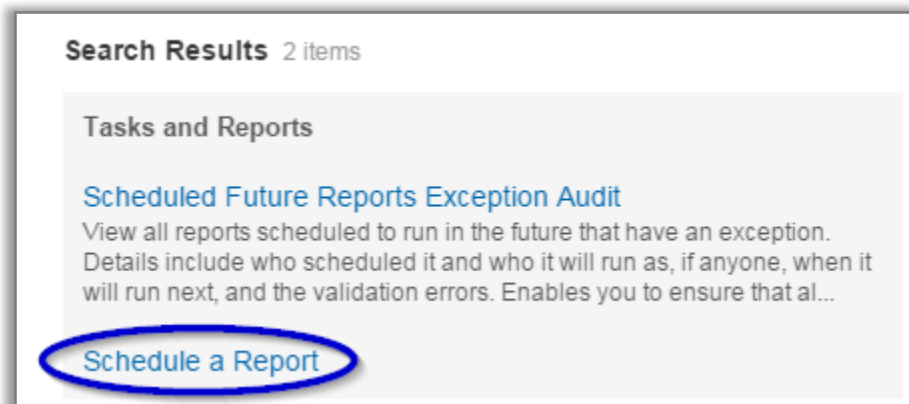 Search Results 2 items
Tasks and Reports
Scheduled Future Reports Exception Audit
View all reports scheduled to run in the future that have an exception.
Details include who scheduled it and who it will run as, if anyone, when it
will run next, and the validation errors. Enables you to ensure that al...
Schedule a Report